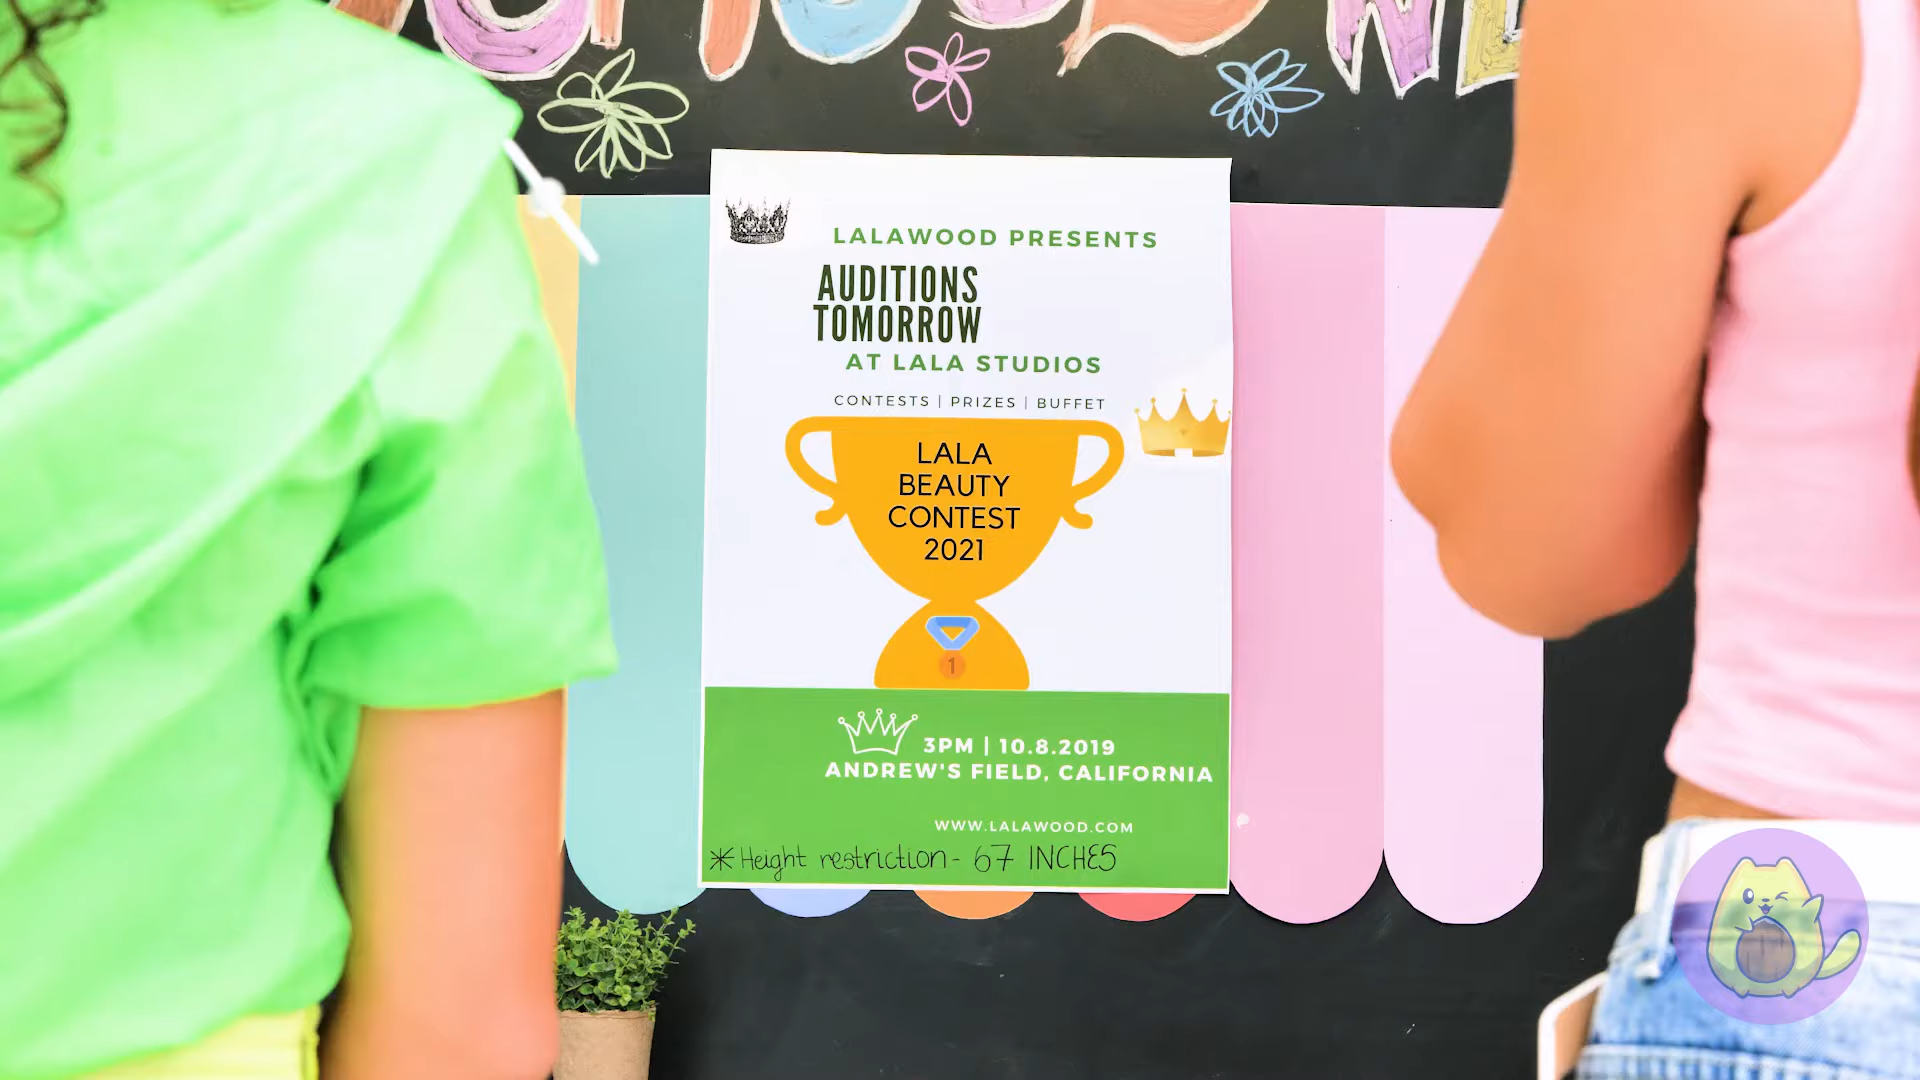 LALAWOOD PRESENTS
AUDITIONS
TOMORROW
AT LALA STUDIOS
CONTESTS | PRIZES | BUFFET
LALA
BEAUTY
CONTEST
2021
1
3PM | 10.8.2019
ANDREW'S FIELD, CALIFORNIA
WWW.LALAWOOD.COM
*Height restriction - 67 INCHES